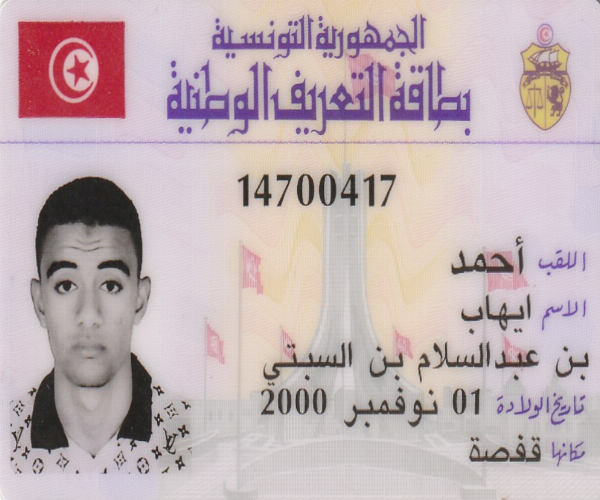 الجمهورية التونسية
بطاقة التعريف الوطنية
14700417
اللقب أحمد
الاسم ايهاب
بن عبدالسلام بن السبتي
تاريخ الولادة 01 نوفمبر 2000
مكانها قفصة